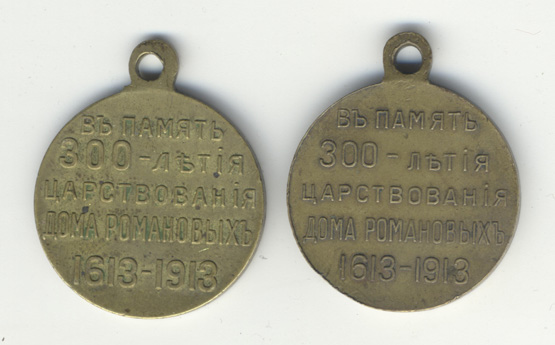 ВЪ ПАМЯТЬ
300-лѣтія
ЦАРСТВОВАНІЯ
ДОМА РОМАНОВЫХЪ
1613-1913
ВЪ ПАМЯТЬ
300-лѣтія
ЦАРСТВОВАНІЯ
ДОМА РОМАНОВЫХЪ
1613-1913